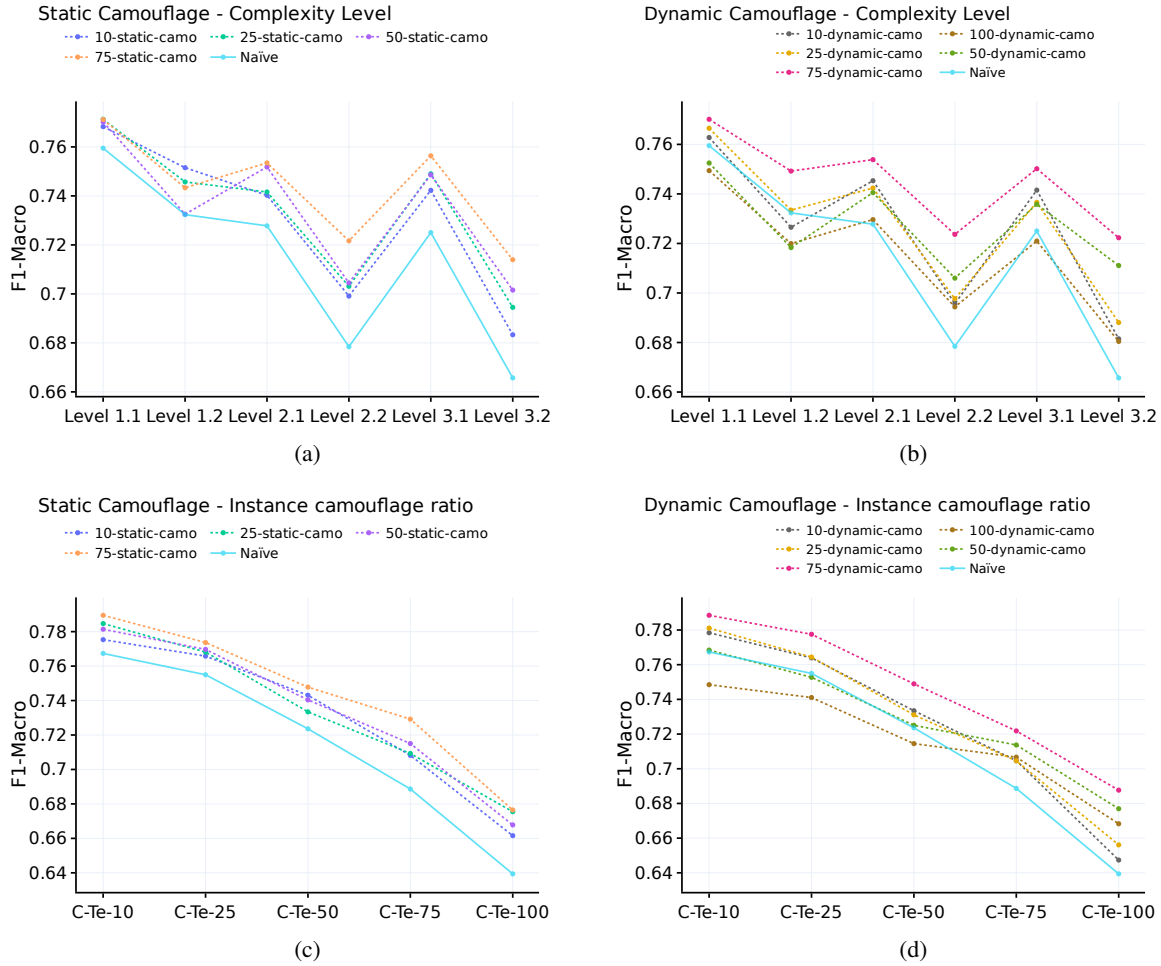 Static Camouflage - Complexity Level
10-static-camo 25-static-camo 50-static-camo
75-static-camo Naïve
F1-Macro
0.76
0.74
0.72
0.7
0.68
0.66
Level 1.1 Level 1.2 Level 2.1 Level 2.2 Level 3.1 Level 3.2
(a)
Dynamic Camouflage - Complexity Level
10-dynamic-camo 100-dynamic-camo
25-dynamic-camo 50-dynamic-camo
75-dynamic-camo Naïve
F1-Macro
0.76
0.74
0.72
0.7
0.68
0.66
Level 1.1 Level 1.2 Level 2.1 Level 2.2 Level 3.1 Level 3.2
(b)
Static Camouflage - Instance camouflage ratio
10-static-camo 25-static-camo 50-static-camo
75-static-camo Naïve
F1-Macro
0.78
0.76
0.74
0.72
0.7
0.68
0.66
0.64
C-Te-10 C-Te-25 C-Te-50 C-Te-75 C-Te-100
(c)
Dynamic Camouflage - Instance camouflage ratio
10-dynamic-camo 100-dynamic-camo
25-dynamic-camo 50-dynamic-camo
75-dynamic-camo Naïve
F1-Macro
0.78
0.76
0.74
0.72
0.7
0.68
0.66
0.64
C-Te-10 C-Te-25 C-Te-50 C-Te-75 C-Te-100
(d)